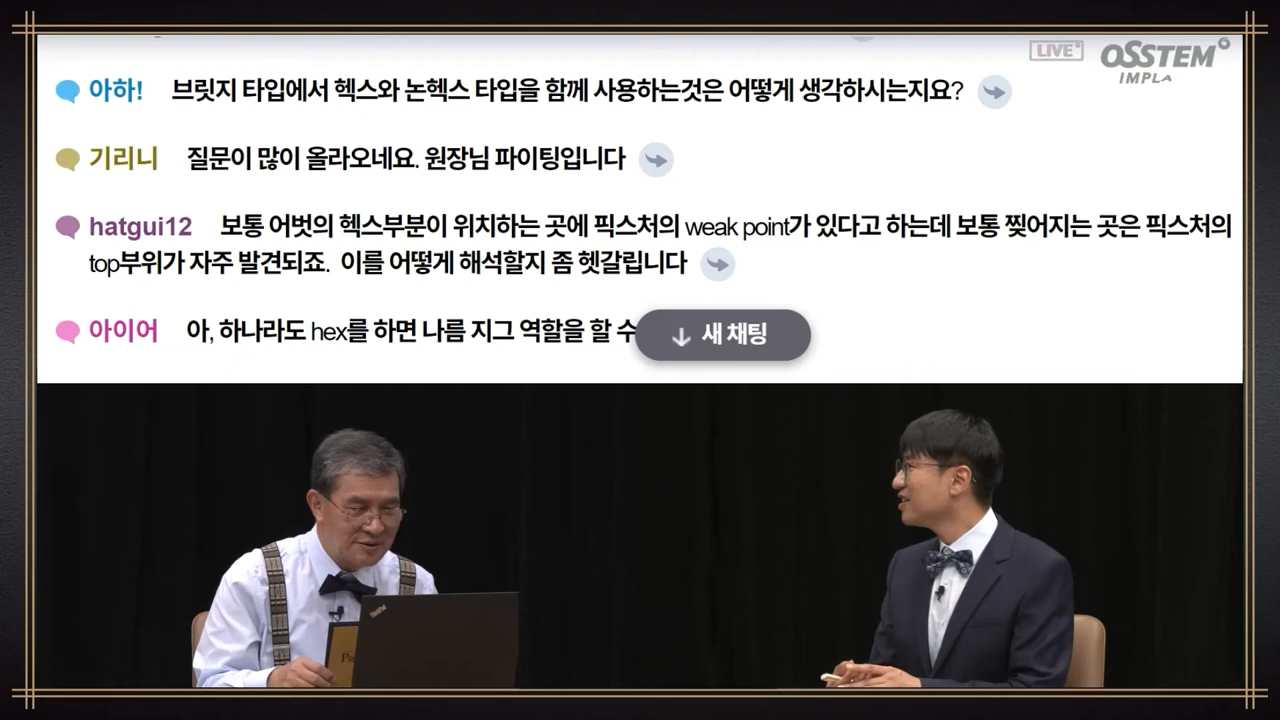 LIVE
OSSTEM
IMPLA
아하! 브릿지 타입에서 헥스와 논헥스 타입을 함께 사용하는것은 어떻게 생각하시는지요?
기리니 질문이 많이 올라오네요. 원장님 파이팅입니다
hatgui12 보통 어벗의 헥스부분이 위치하는 곳에 픽스처의 weak point가 있다고 하는데 보통 찢어지는 곳은 픽스처의
top부위가 자주 발견되죠. 이를 어떻게 해석할지 좀 헷갈립니다
아이어 아, 하나라도 hex를 하면 나름 지그 역할을 할 수
새 채팅
ThinkPad